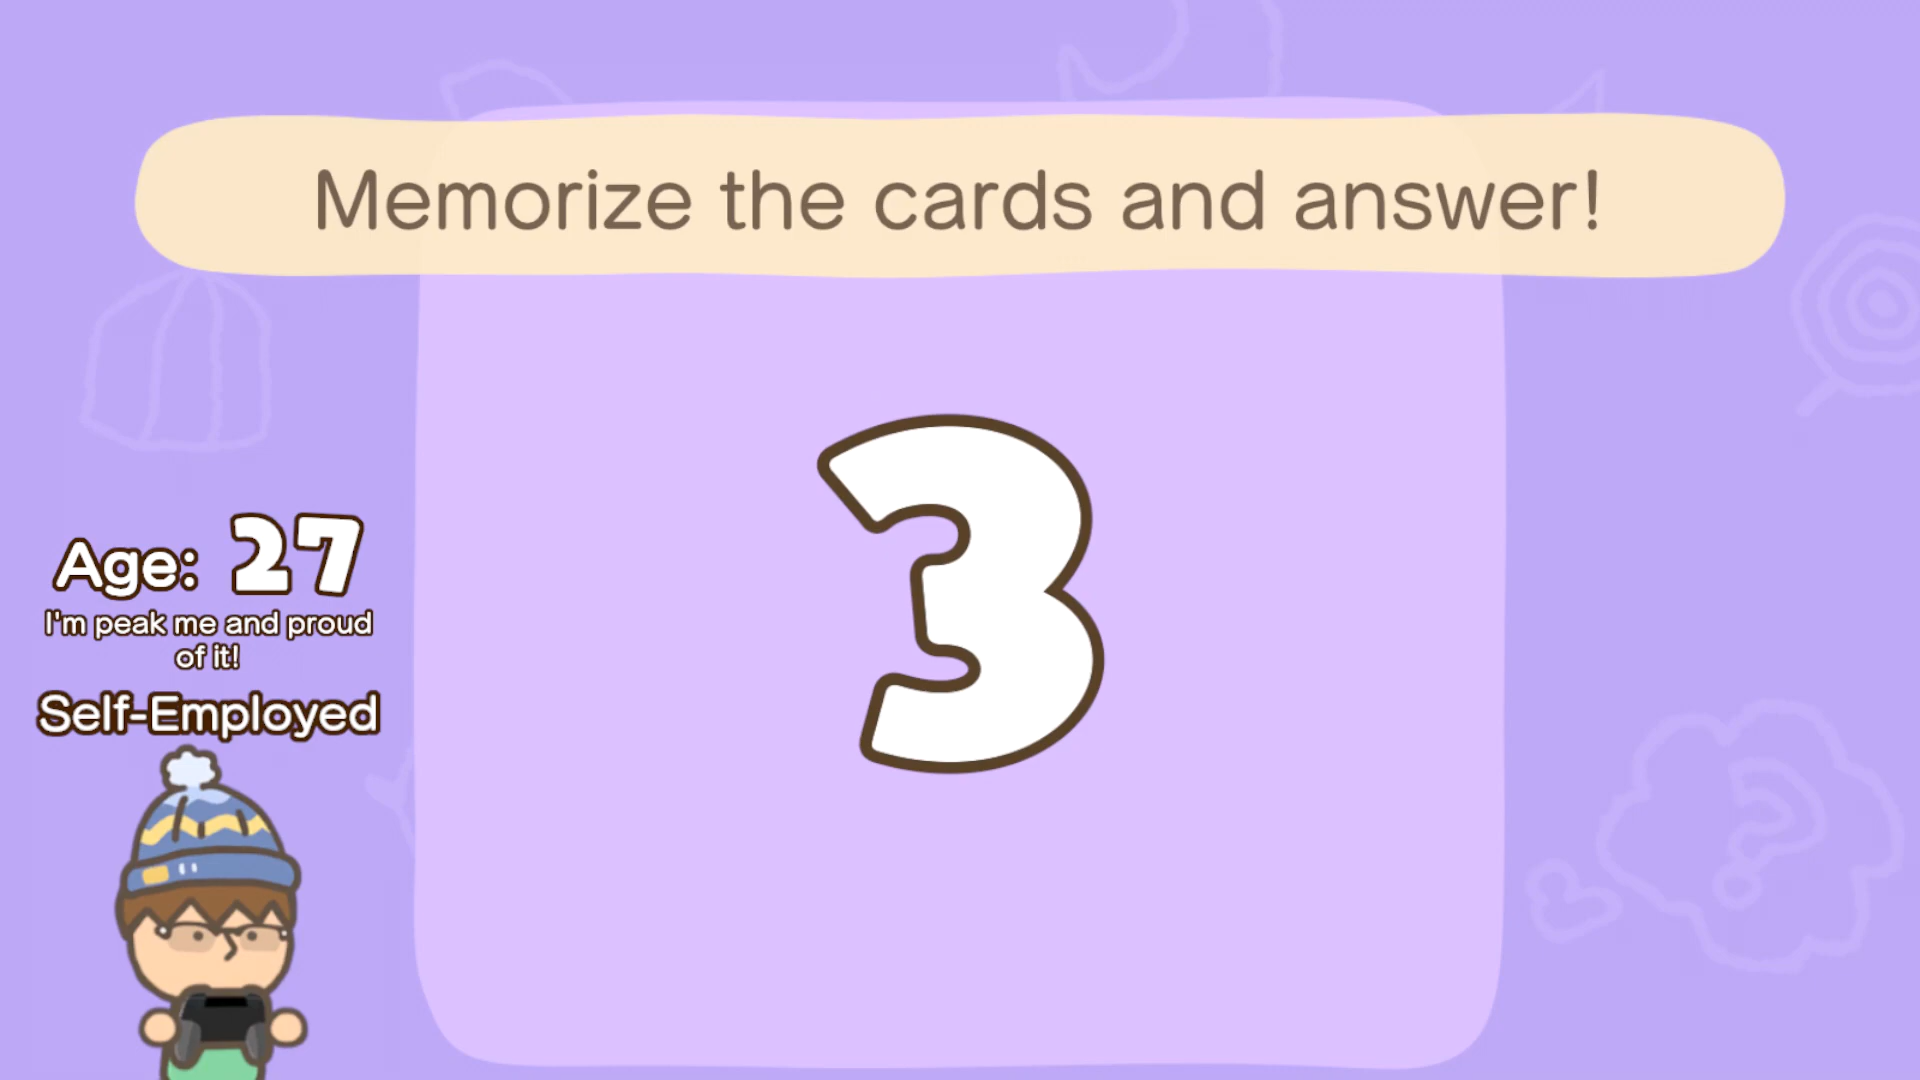 Memorize the cards and answer!
3
Age: 27
I'm peak me and proud
of it!
Self-Employed